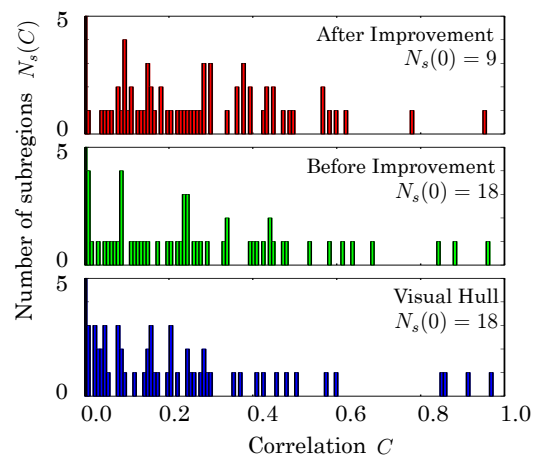 Number of subregions N_s(C)
5
After Improvement
N_s(0) = 9
0
5
Before Improvement
N_s(0) = 18
0
5
Visual Hull
N_s(0) = 18
0
0.0 0.2 0.4 0.6 0.8 1.0
Correlation C